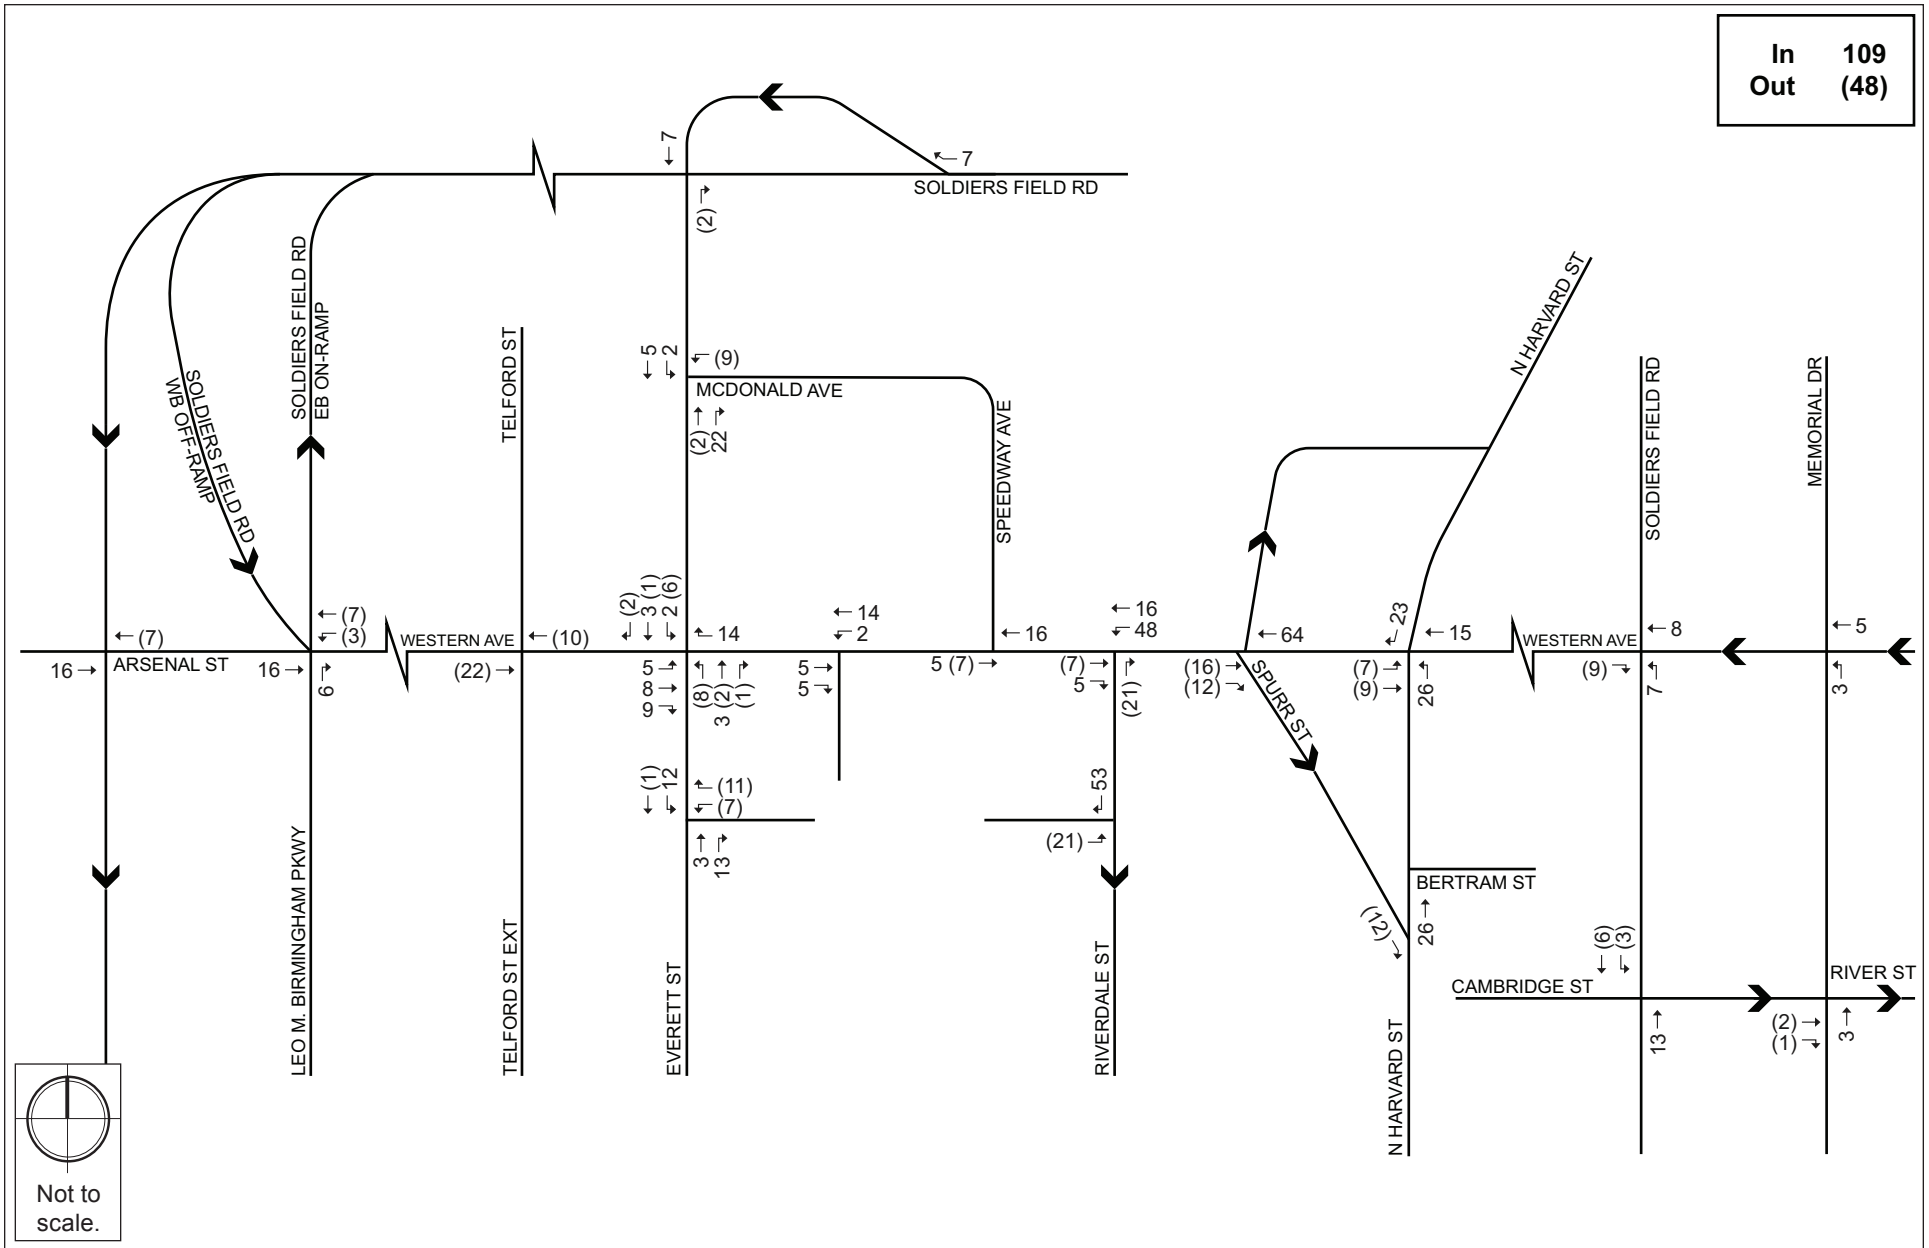 In 109
Out (48)
7
7
SOLDIERS FIELD RD
(2)
SOLDIERS FIELD RD
EB ON-RAMP
SOLDIERS FIELD RD
WB OFF-RAMP
TELFORD ST
5
2
(9)
MCDONALD AVE
(2)
22
SPEEDWAY AVE
N HARVARD ST
SOLDIERS FIELD RD
MEMORIAL DR
(7)
ARSENAL ST
16
(7)
(3)
16
6
WESTERN AVE
(10)
(22)
(2)
3 (1)
2 (6)
14
5
8
9
(8)
3 (2)
(1)
14
2
5
5
16
5 (7)
16
48
(7)
5
(21)
64
(16)
(12)
SPURR ST
23
15
(7)
(9)
26
WESTERN AVE
8
(9)
7
5
3
(1)
12
(11)
(7)
3
13
53
(21)
BERTRAM ST
(12)
26
LEO M. BIRMINGHAM PKWY
TELFORD ST EXT
EVERETT ST
RIVERDALE ST
N HARVARD ST
(6)
(3)
CAMBRIDGE ST
RIVER ST
13
(2)
(1)
3
Not to
scale.